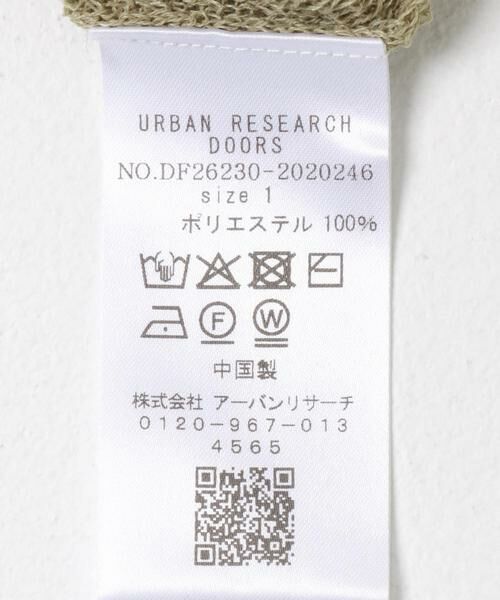 URBAN RESEARCH
DOORS
NO.DF26230-2020246
size 1
ポリエステル 100%
F W
中国製
株式会社 アーバンリサーチ
0120-967-013
4565